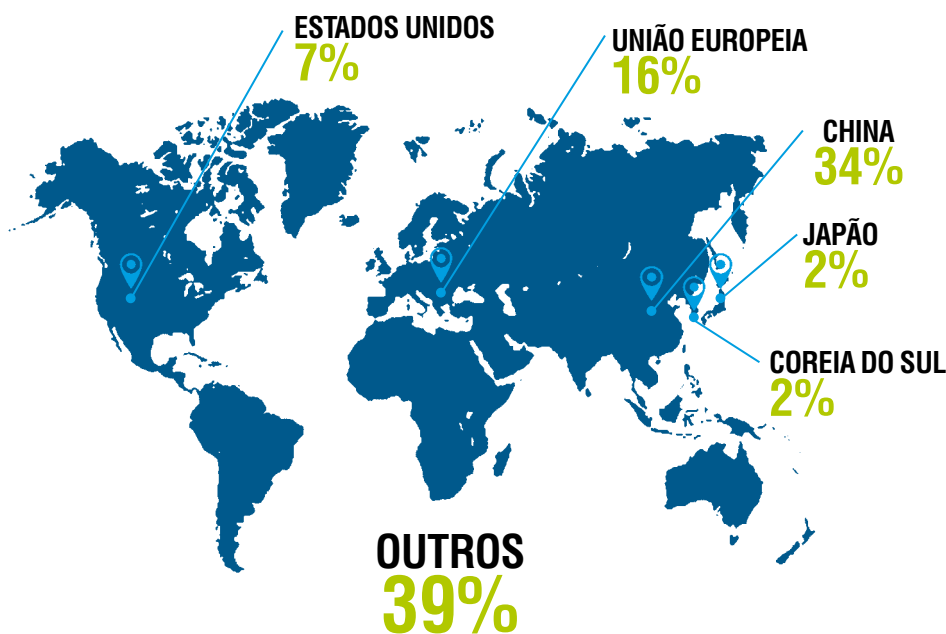 ESTADOS UNIDOS
7%
UNIÃO EUROPEIA
16%
CHINA
34%
JAPÃO
2%
COREIA DO SUL
2%
OUTROS
39%